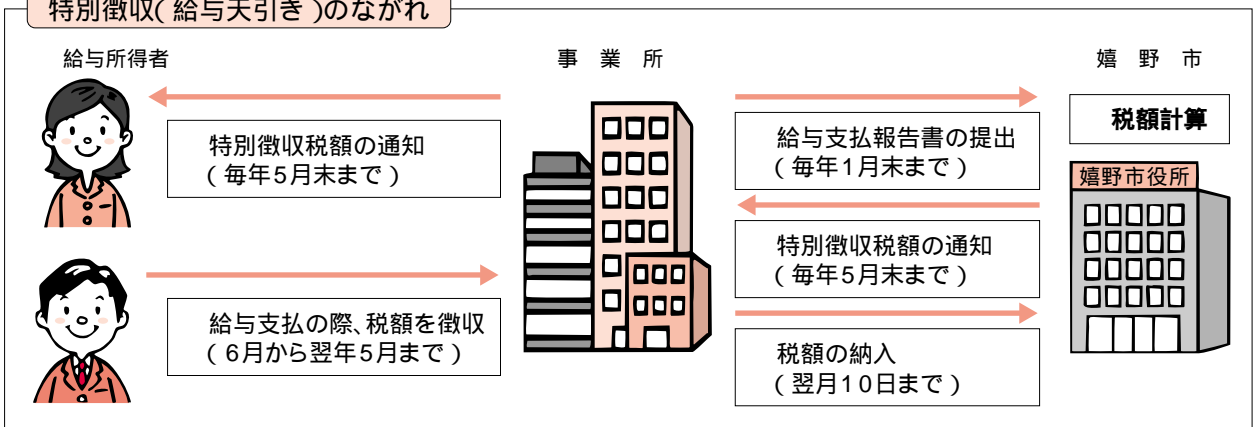 特別徴収(給与天引き)のながれ
給与所得者
事業所
嬉野市
特別徴収税額の通知
(毎年5月末まで)
給与支払報告書の提出
(毎年1月末まで)
税額計算
嬉野市役所
特別徴収税額の通知
(毎年5月末まで)
給与支払の際、税額を徴収
(6月から翌年5月まで)
税額の納入
(翌月10日まで)